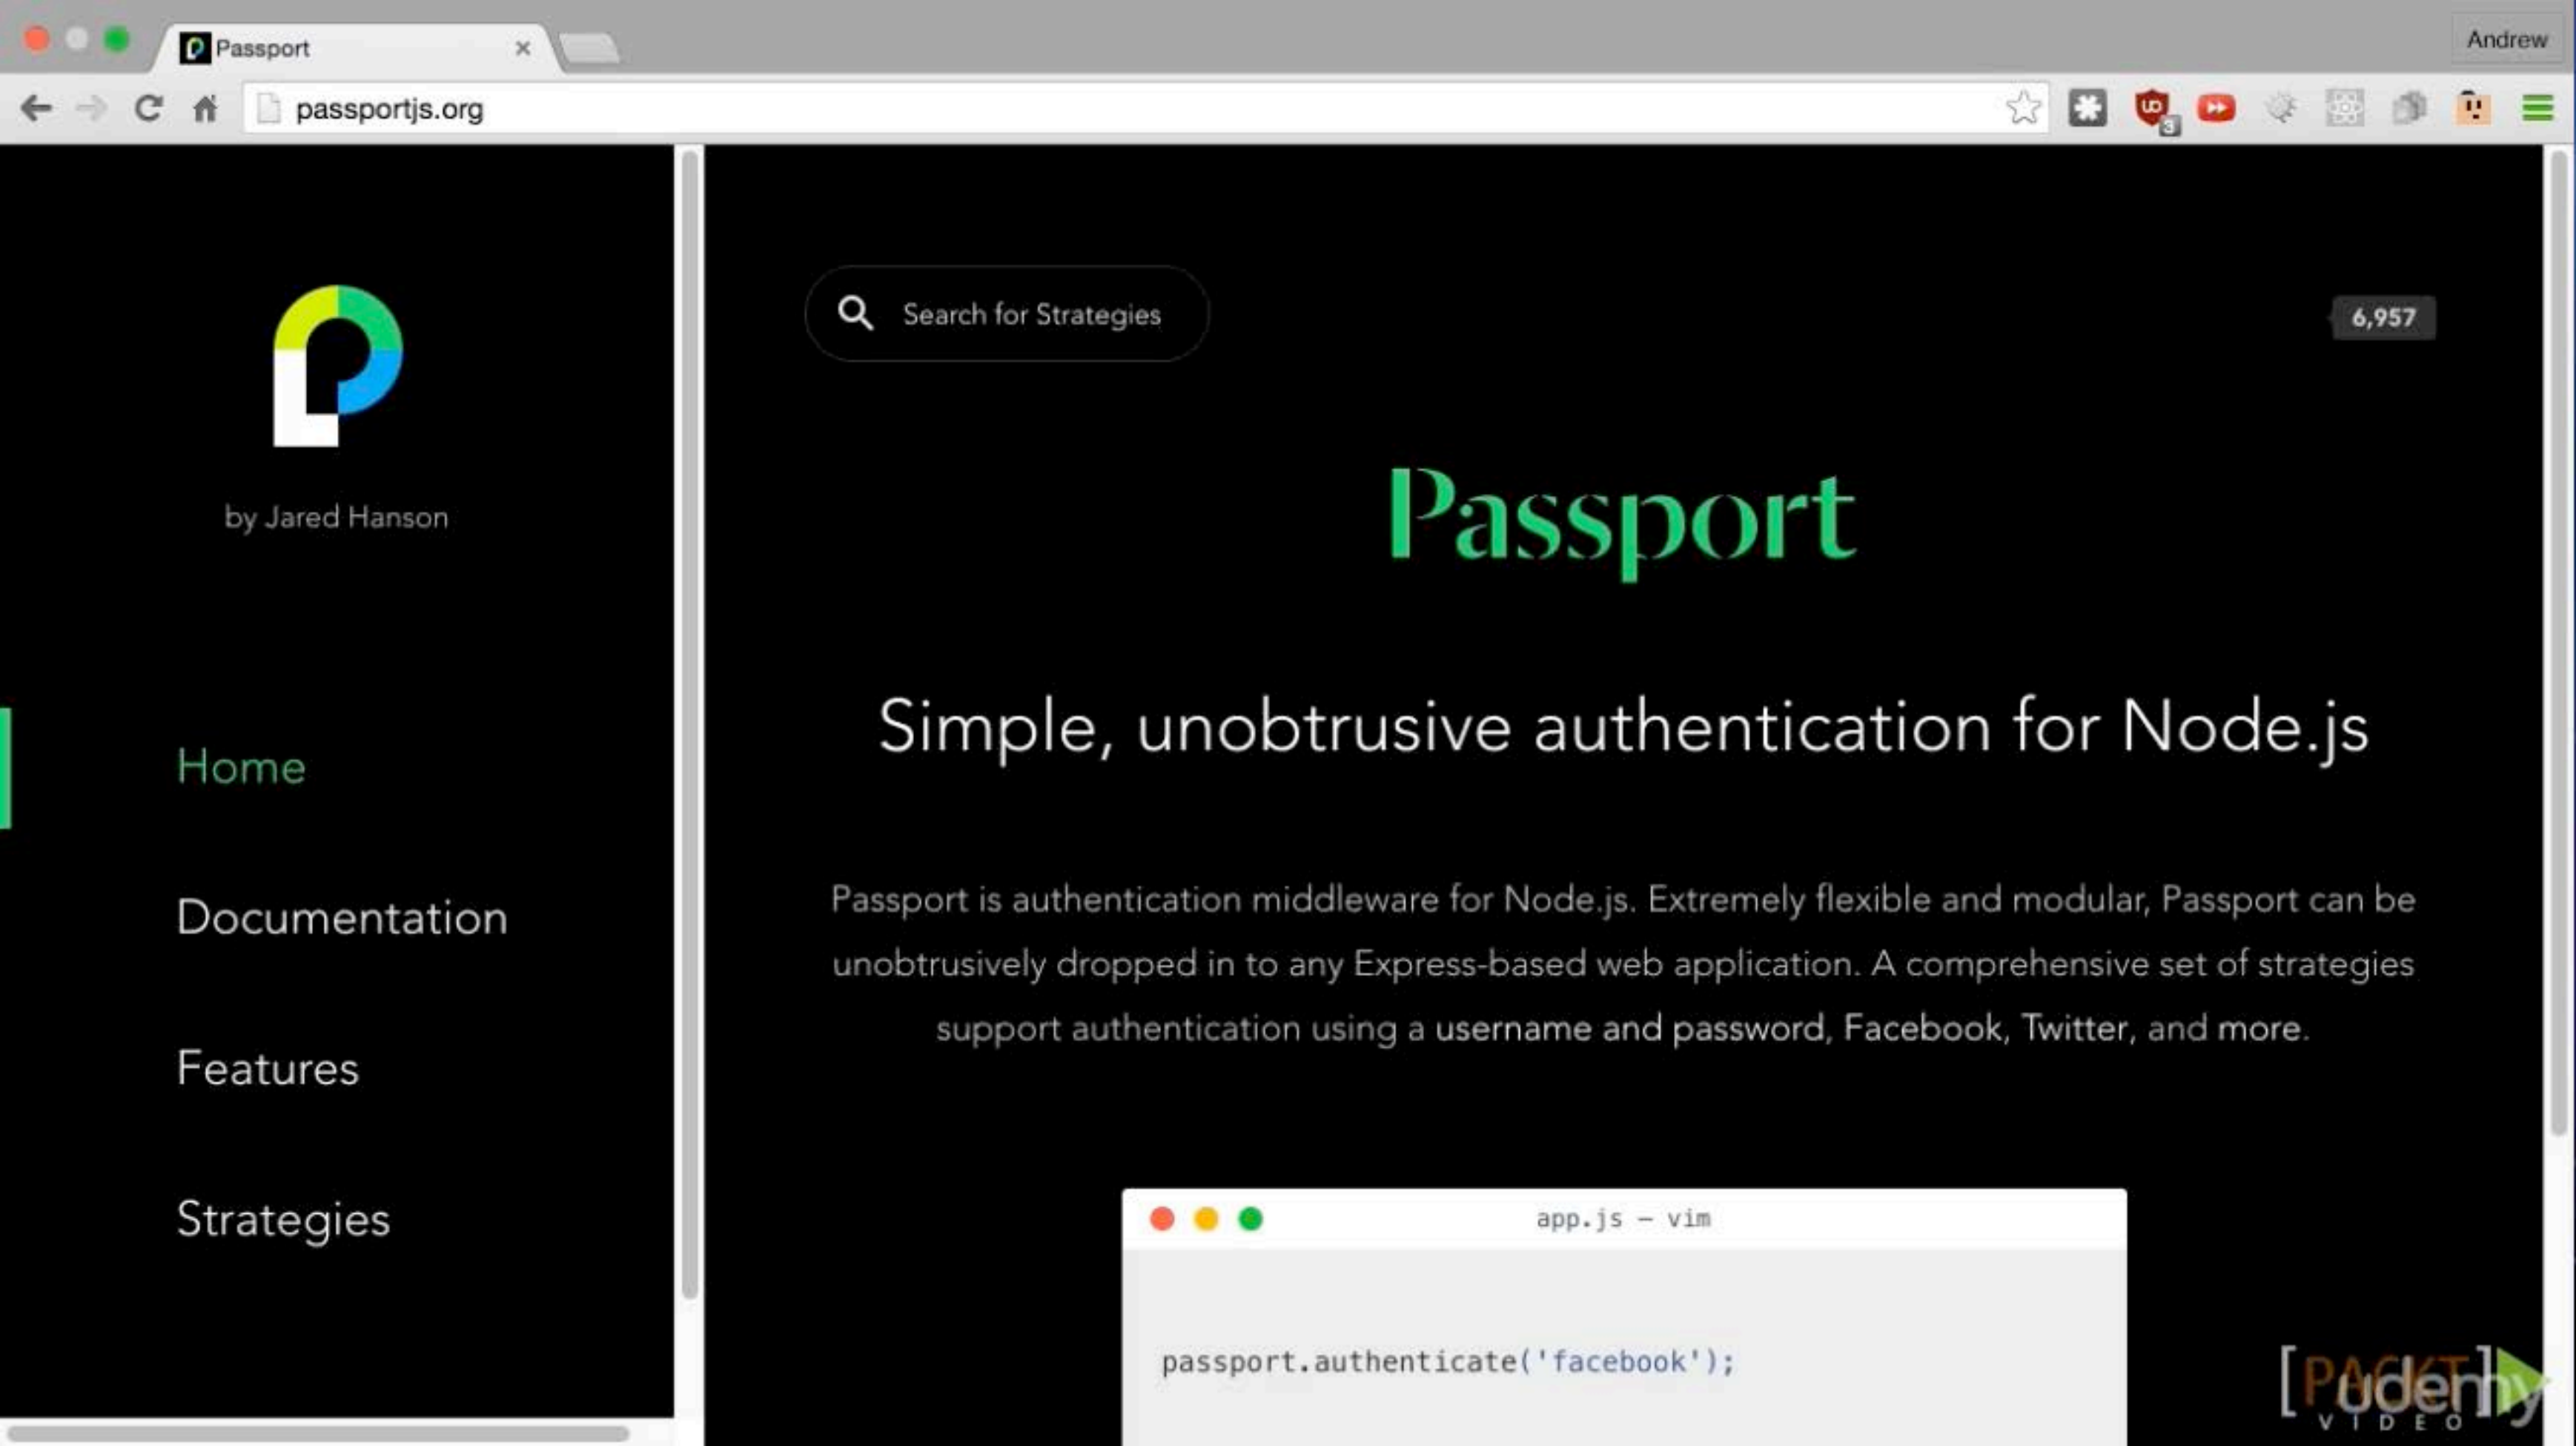 Passport
Andrew
passportjs.org
3
by Jared Hanson
Home
Documentation
Features
Strategies
Search for Strategies
6,957
Passport
Simple, unobtrusive authentication for Node.js
Passport is authentication middleware for Node.js. Extremely flexible and modular, Passport can be
unobtrusively dropped in to any Express-based web application. A comprehensive set of strategies
support authentication using a username and password, Facebook, Twitter, and more.
app.js — vim
passport.authenticate('facebook');
[PACKT]
VIDEO
udemy